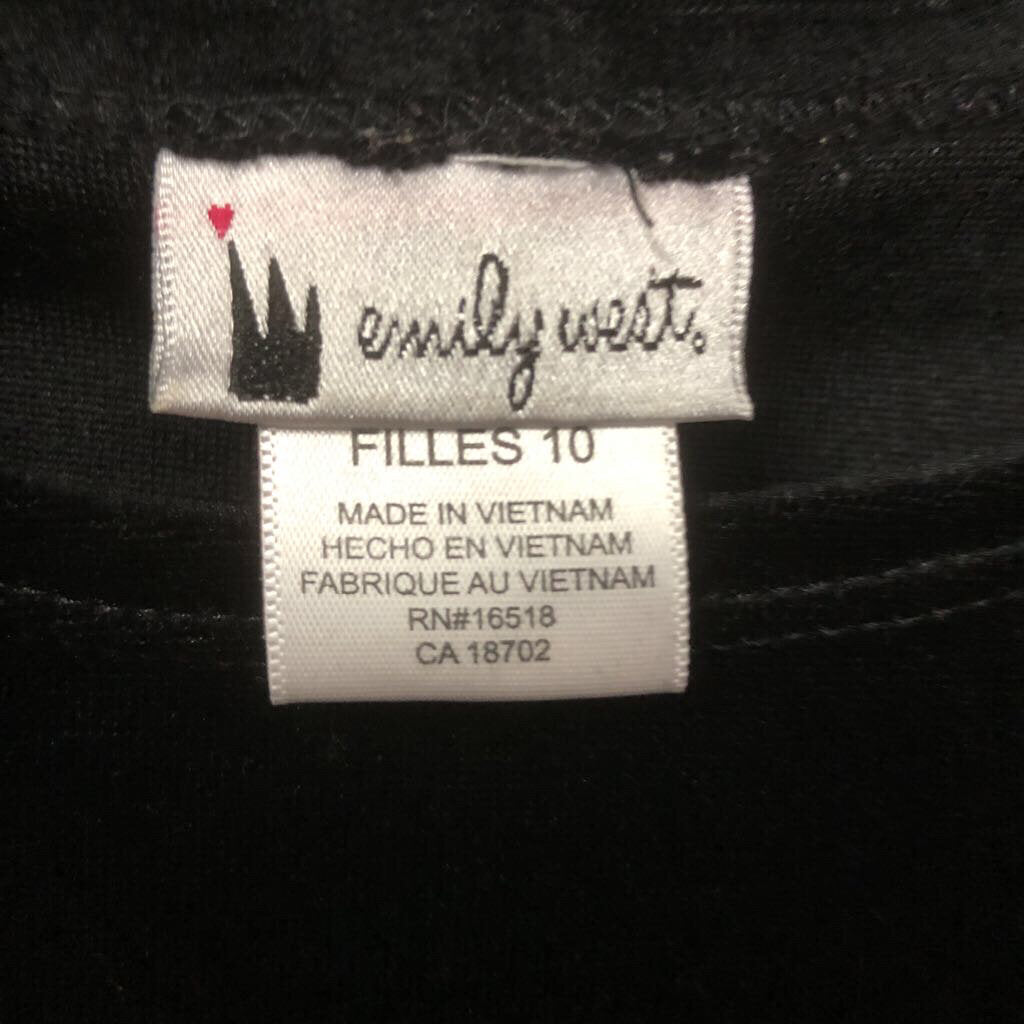 emily west.
FILLES 10
MADE IN VIETNAM
HECHO EN VIETNAM
FABRIQUE AU VIETNAM
RN#16518
CA 18702